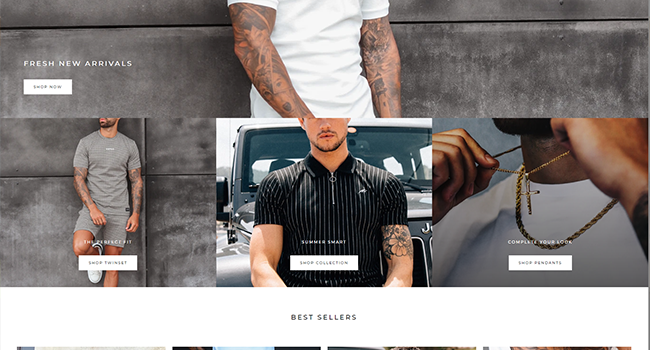 FRESH NEW ARRIVALS
SHOP NOW
THE PERFECT FIT
SHOP TWINSET
SUMMER SMART
SHOP COLLECTION
COMPLETE YOUR LOOK
SHOP PENDANTS
BEST SELLERS